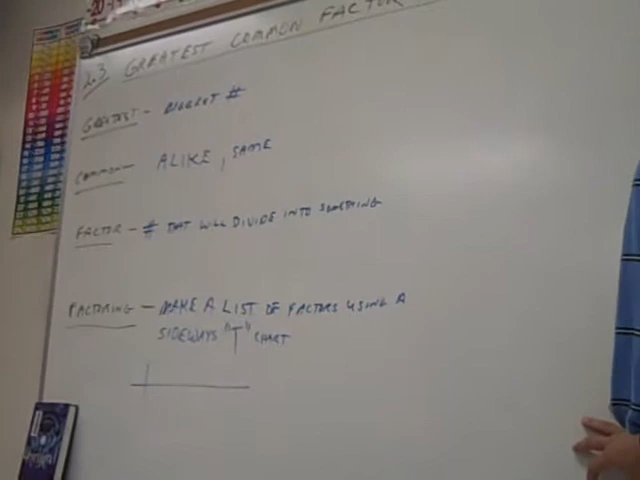 2.3 GREATEST COMMON FACTOR
GREATEST - BIGGEST #
COMMON - ALIKE, SAME
FACTOR - # THAT WILL DIVIDE INTO SOMETHING
FACTORING - MAKE A LIST OF FACTORS USING A
SIDEWAYS "T" CHART